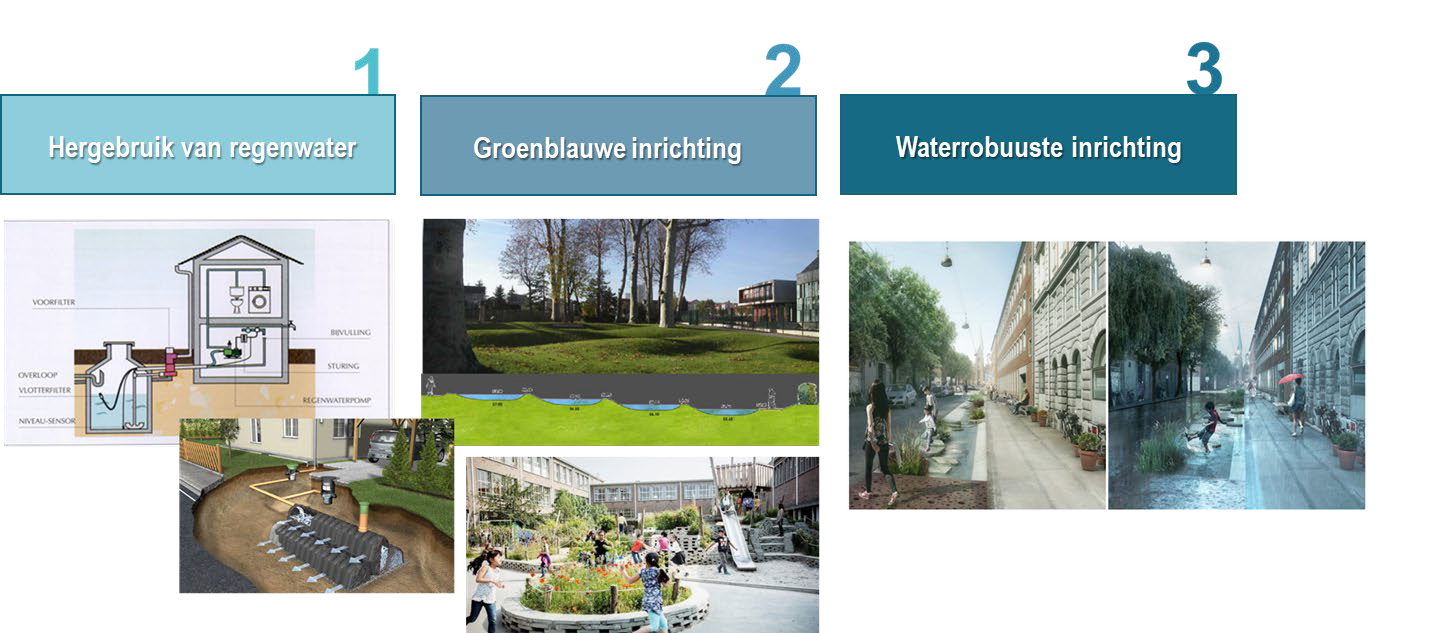 1
Hergebruik van regenwater
2
Groenblauwe inrichting
3
Waterrobuuste inrichting
VOORFILTER
BIJVULLING
STURING
OVERLOOP
VLOTTERFILTER
REGENWATERPOMP
NIVEAU-SENSOR